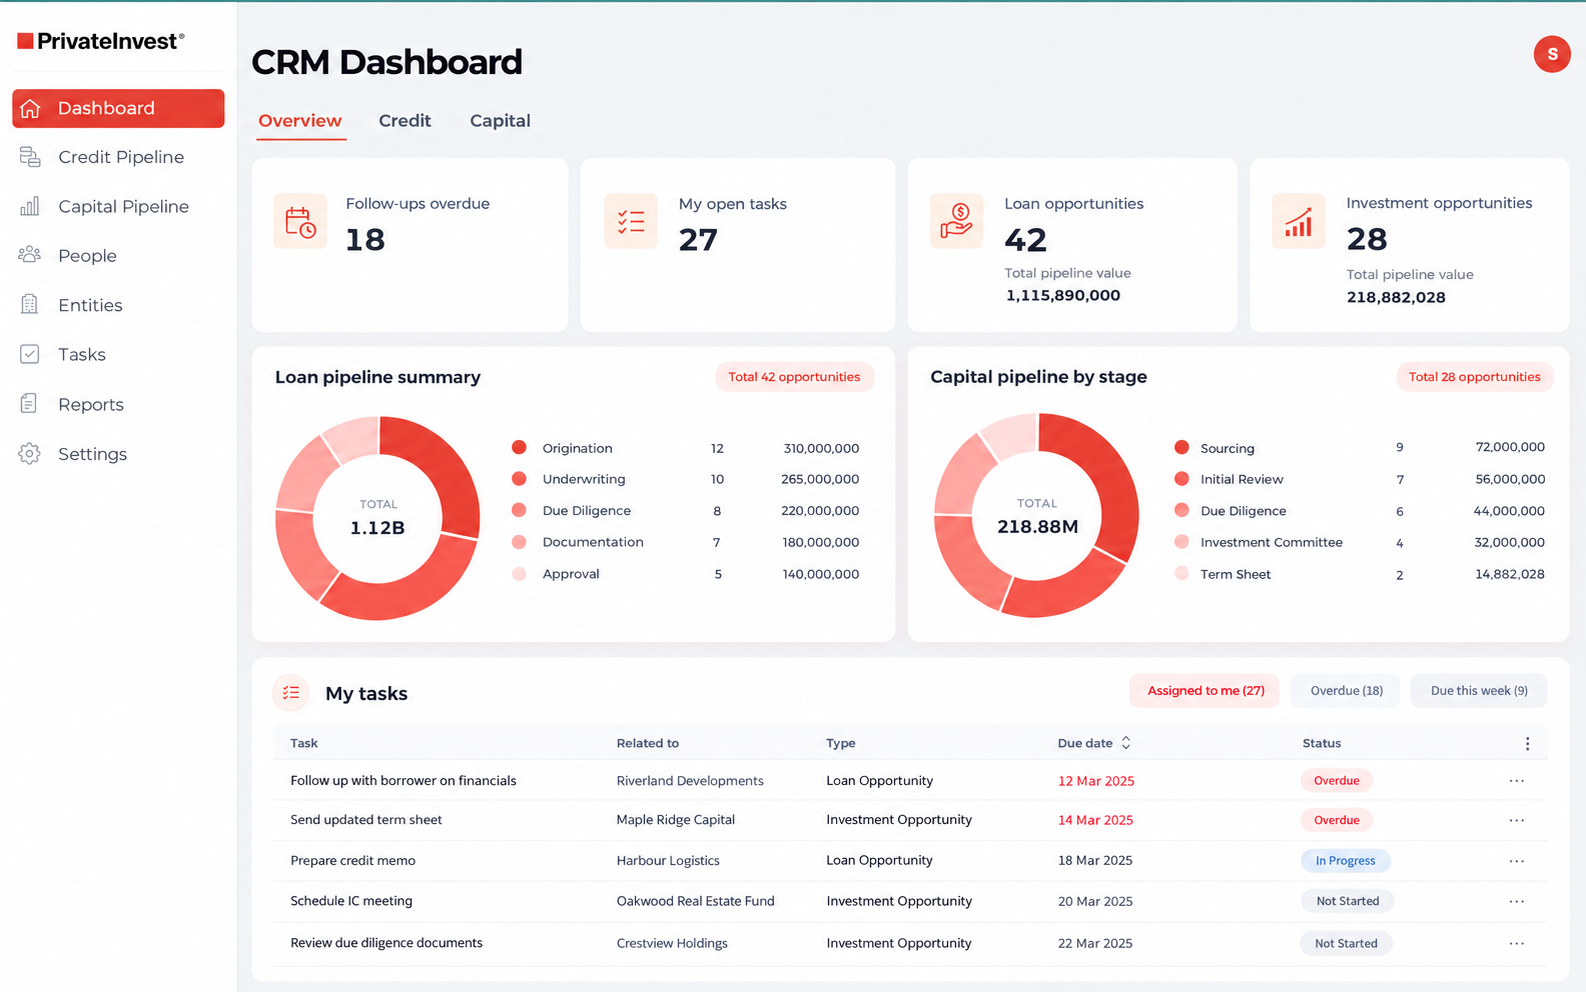 PrivateInvest®
Dashboard
Credit Pipeline
Capital Pipeline
People
Entities
Tasks
Reports
Settings
CRM Dashboard
S
Overview Credit Capital
Follow-ups overdue
18
My open tasks
27
Loan opportunities
42
Total pipeline value
1,115,890,000
Investment opportunities
28
Total pipeline value
218,882,028
Loan pipeline summary
Total 42 opportunities
TOTAL
1.12B
Origination 12 310,000,000
Underwriting 10 265,000,000
Due Diligence 8 220,000,000
Documentation 7 180,000,000
Approval 5 140,000,000
Capital pipeline by stage
Total 28 opportunities
TOTAL
218.88M
Sourcing 9 72,000,000
Initial Review 7 56,000,000
Due Diligence 6 44,000,000
Investment Committee 4 32,000,000
Term Sheet 2 14,882,028
My tasks
Assigned to me (27) Overdue (18) Due this week (9)
Task Related to Type Due date Status
Follow up with borrower on financials Riverland Developments Loan Opportunity 12 Mar 2025 Overdue
Send updated term sheet Maple Ridge Capital Investment Opportunity 14 Mar 2025 Overdue
Prepare credit memo Harbour Logistics Loan Opportunity 18 Mar 2025 In Progress
Schedule IC meeting Oakwood Real Estate Fund Investment Opportunity 20 Mar 2025 Not Started
Review due diligence documents Crestview Holdings Investment Opportunity 22 Mar 2025 Not Started